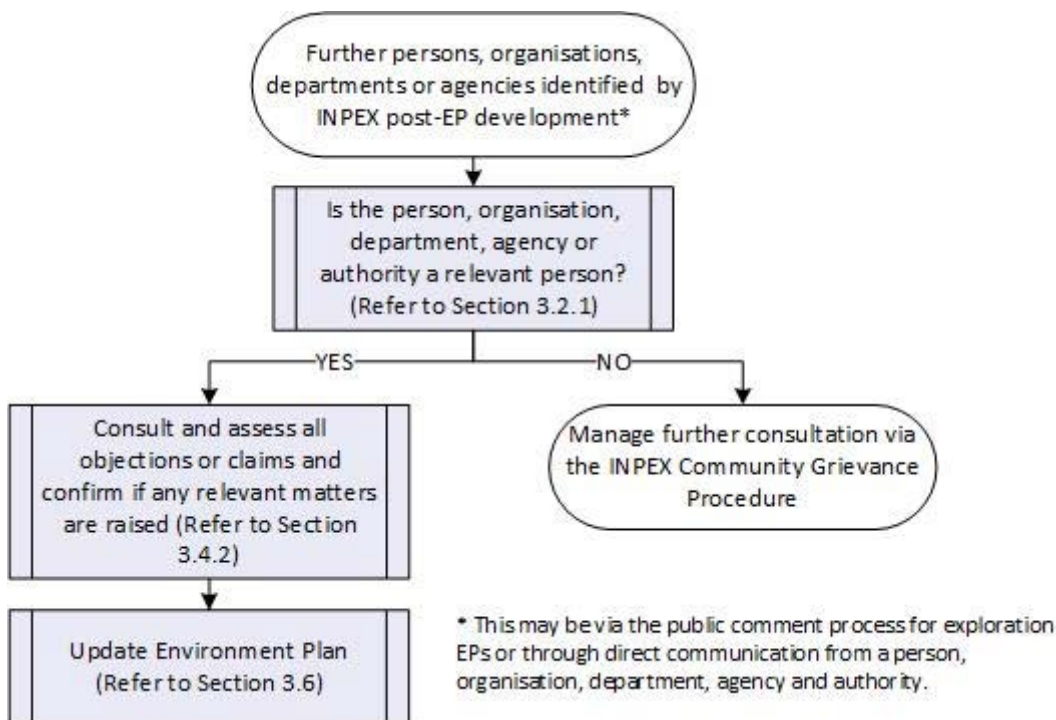 Further persons, organisations,
departments or agencies identified by
INPEX post-EP development*
Is the person, organisation,
department, agency or
authority a relevant person?
(Refer to Section 3.2.1)
YES
NO
Consult and assess all
objections or claims and
confirm if any relevant matters
are raised (Refer to Section
3.4.2)
Manage further consultation via
the INPEX Community Grievance
Procedure
Update Environment Plan
(Refer to Section 3.6)
* This may be via the public comment process for exploration
EPs or through direct communication from a person,
organisation, department, agency and authority.